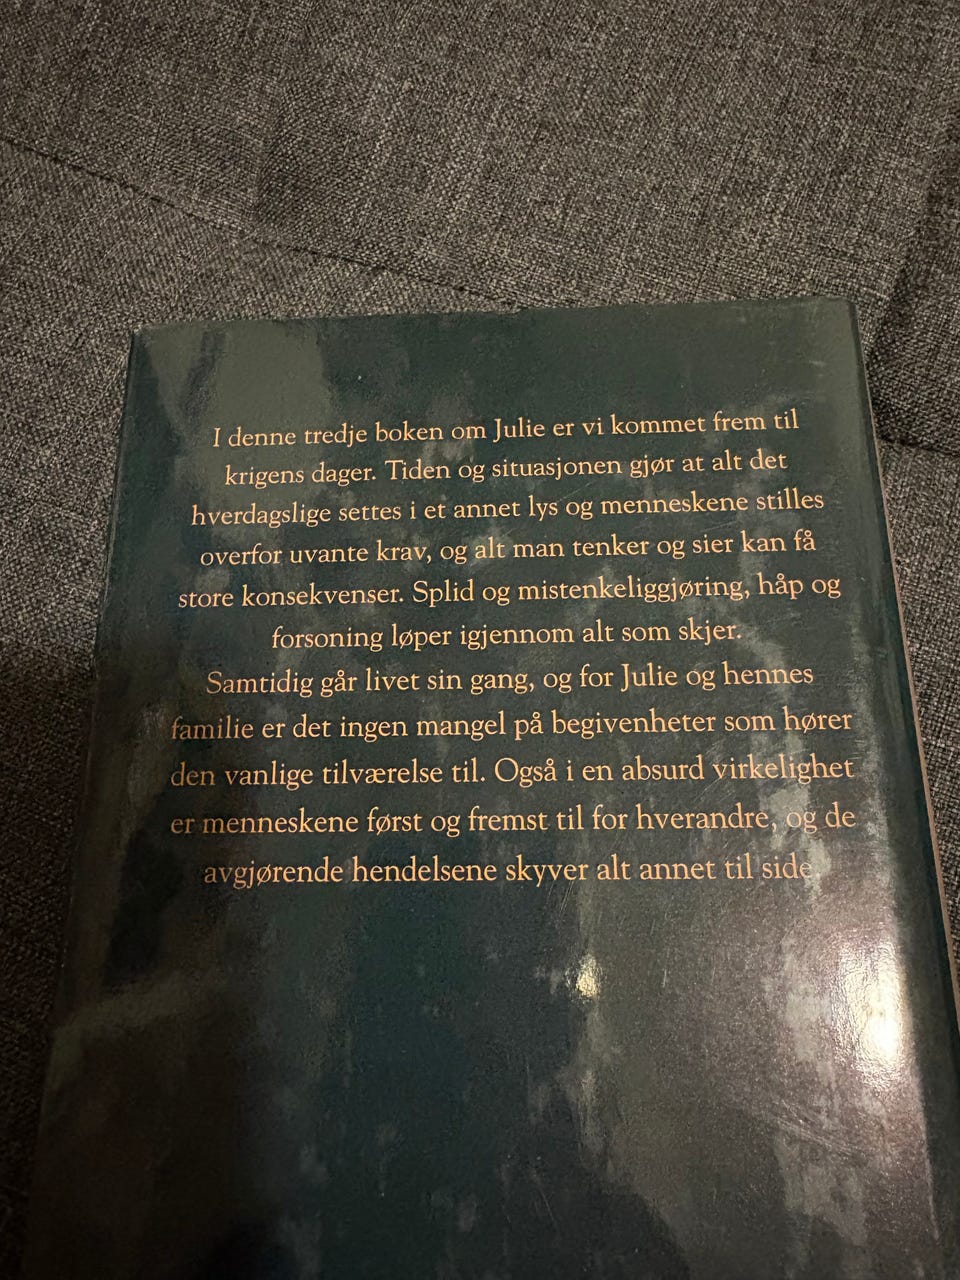 I denne tredje boken om Julie er vi kommet frem til
krigens dager. Tiden og situasjonen gjør at alt det
hverdagslige settes i et annet lys og menneskene stilles
overfor uvante krav, og alt man tenker og sier kan få
store konsekvenser. Splid og mistenkeliggjøring, håp og
forsoning løper igjennom alt som skjer.
Samtidig går livet sin gang, og for Julie og hennes
familie er det ingen mangel på begivenheter som hører
den vanlige tilværelse til. Også i en absurd virkelighet
er menneskene først og fremst til for hverandre, og de
avgjørende hendelsene skyver alt annet til side